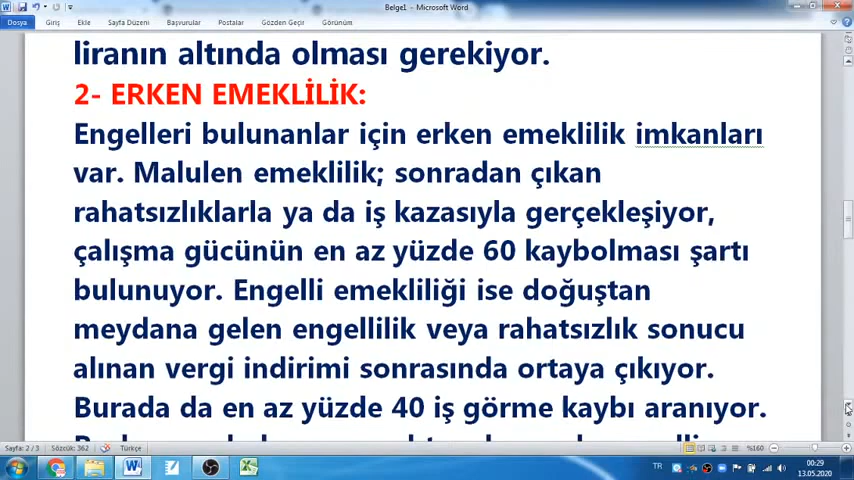 Belge1 - Microsoft Word
Dosya Giriş Ekle Sayfa Düzeni Başvurular Postalar Gözden Geçir Görünüm
liranın altında olması gerekiyor.
2- ERKEN EMEKLİLİK:
Engelleri bulunanlar için erken emeklilik imkanları
var. Malulen emeklilik; sonradan çıkan
rahatsızlıklarla ya da iş kazasıyla gerçekleşiyor,
çalışma gücünün en az yüzde 60 kaybolması şartı
bulunuyor. Engelli emekliliği ise doğuştan
meydana gelen engellilik veya rahatsızlık sonucu
alınan vergi indirimi sonrasında ortaya çıkıyor.
Burada da en az yüzde 40 iş görme kaybı aranıyor.
Sayfa: 2 / 3 Sözcük: 362 Türkçe %160
TR 00:29
13.05.2020